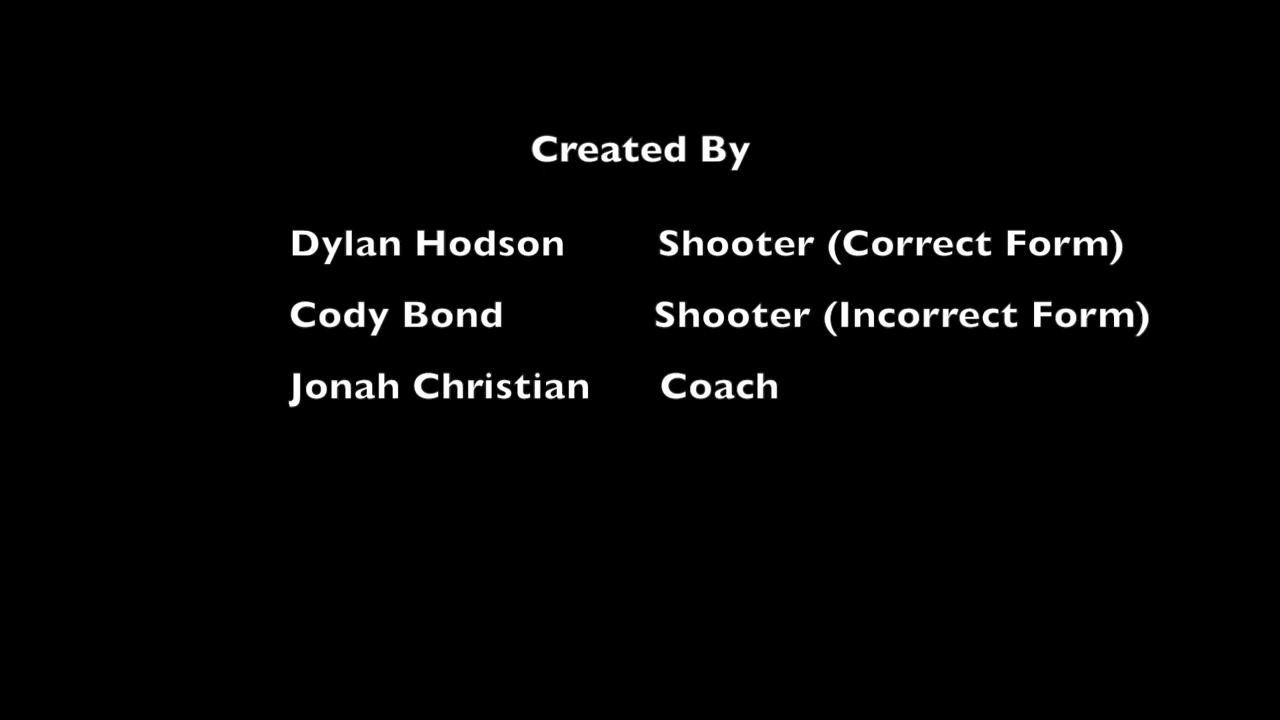 Created By
Dylan Hodson Shooter (Correct Form)
Cody Bond Shooter (Incorrect Form)
Jonah Christian Coach